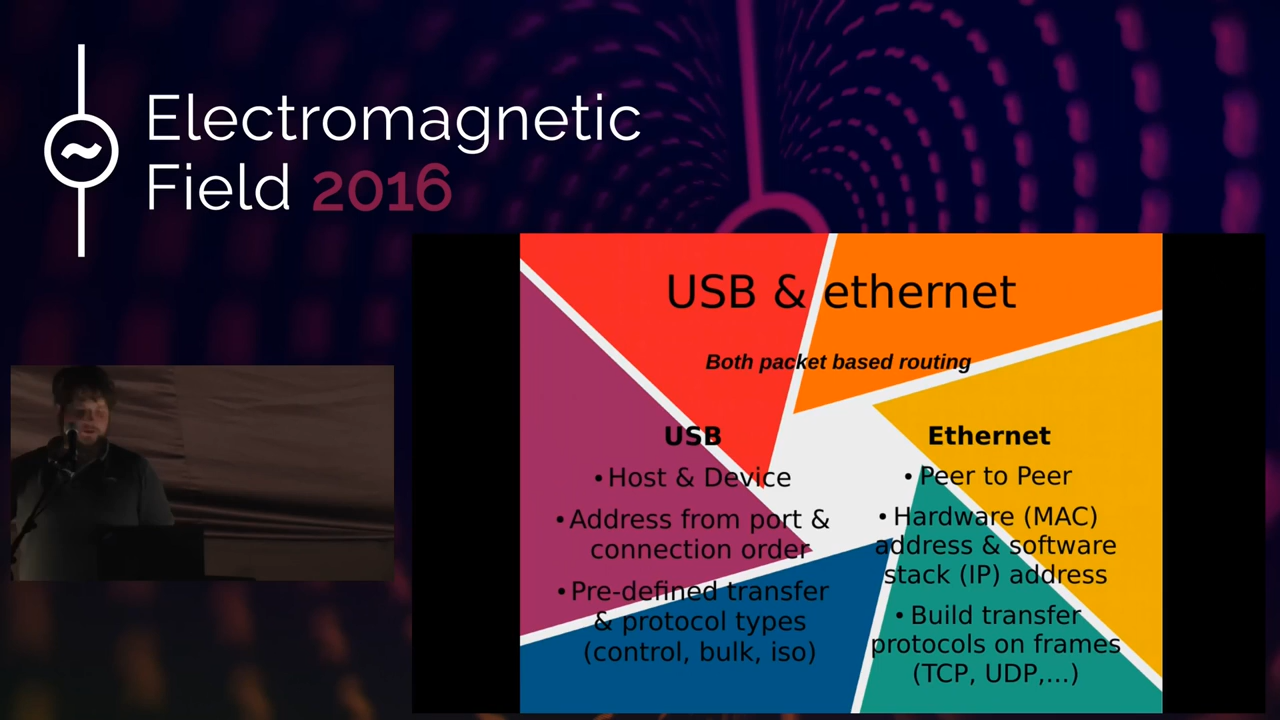 Electromagnetic
Field 2016
USB & ethernet
Both packet based routing
USB
•Host & Device
•Address from port &
connection order
•Pre-defined transfer
& protocol types
(control, bulk, iso)
Ethernet
•Peer to Peer
•Hardware (MAC)
address & software
stack (IP) address
•Build transfer
protocols on frames
(TCP, UDP,...)